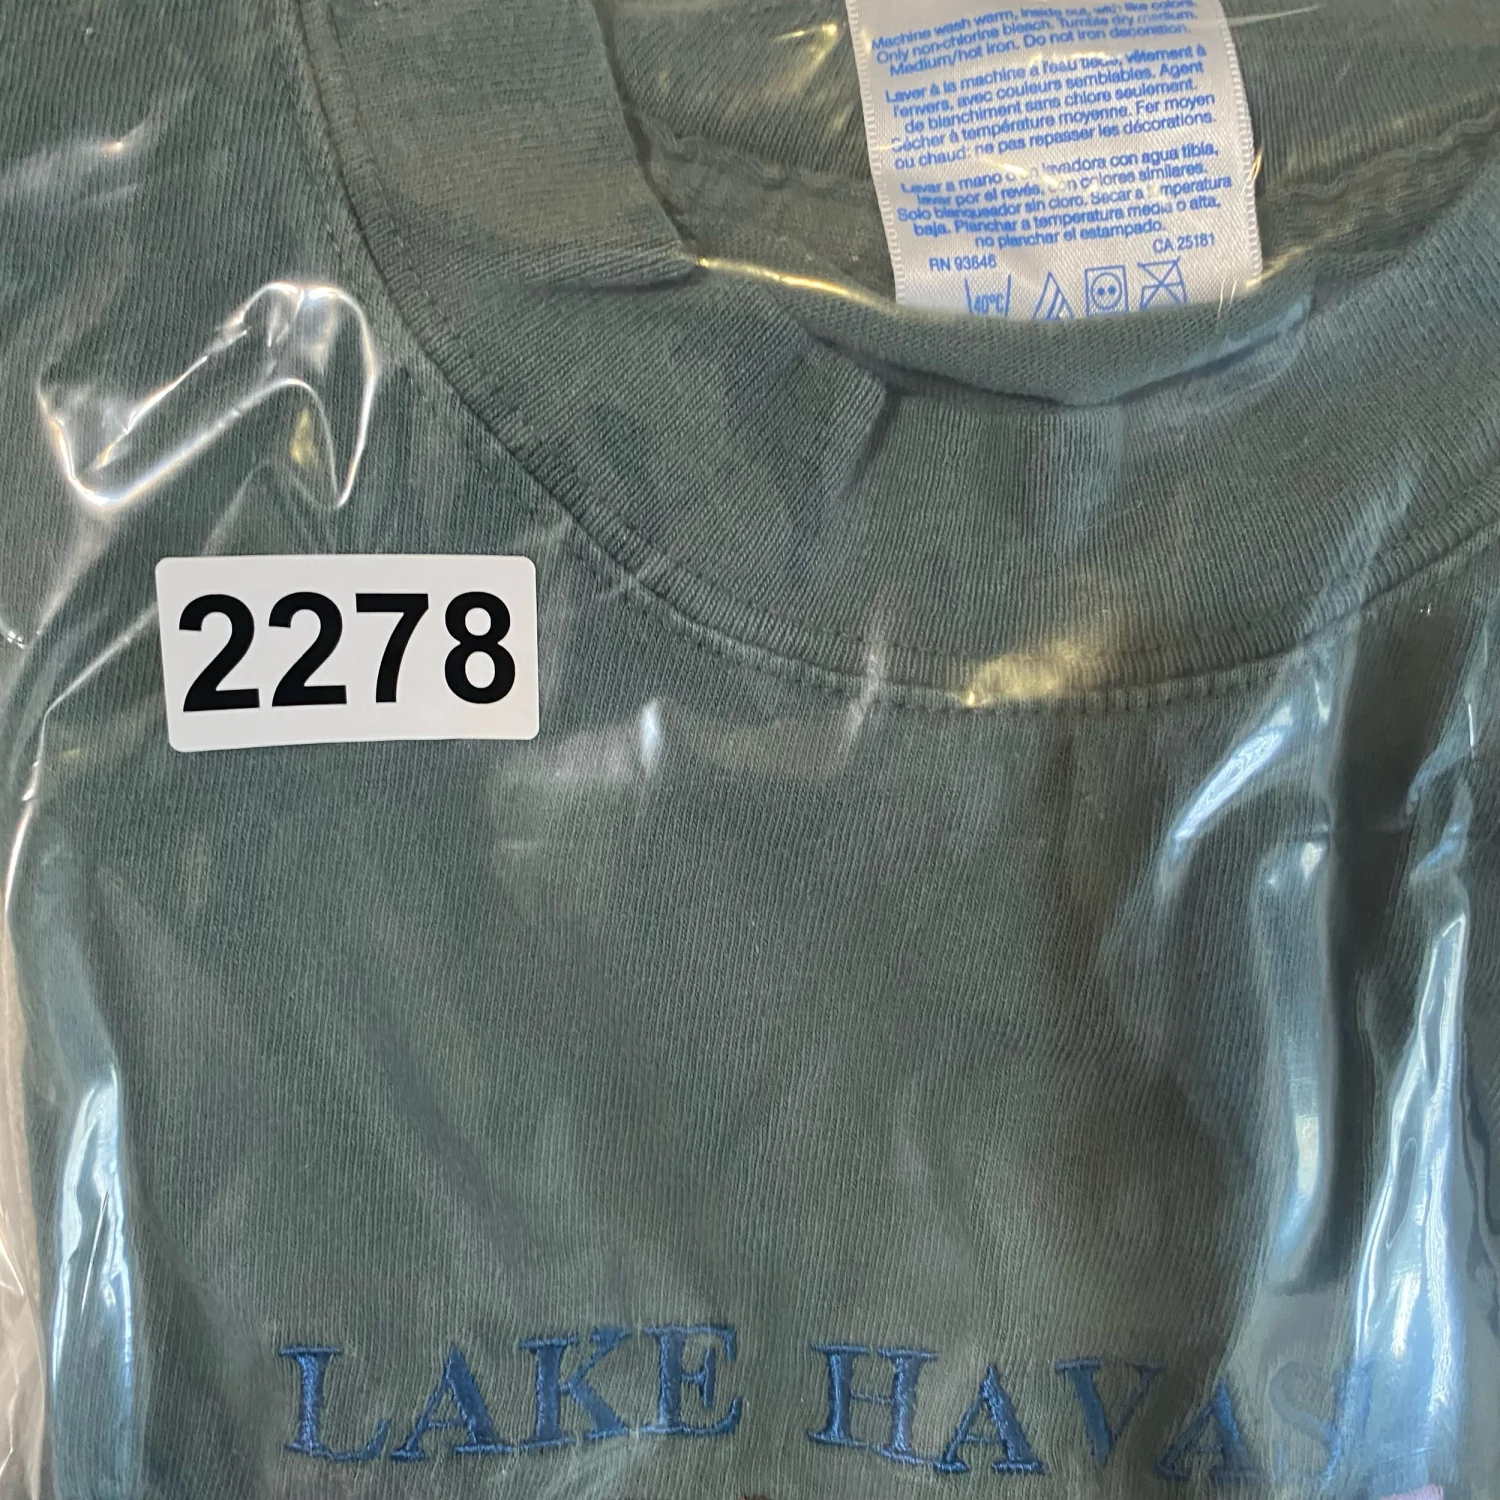 Machine wash warm, inside out, with like colors.
Only non-chlorine bleach. Tumble dry medium.
Medium/hot iron. Do not iron decoration.
Laver à la machine à l'eau tiède, vêtement à
l'envers, avec couleurs semblables. Agent
de blanchiment sans chlore seulement.
Sécher à température moyenne. Fer moyen
ou chaud: ne pas repasser les décorations.
Lavar a mano o en lavadora con agua tibia,
lavar por el revés, con colores similares.
Solo blanqueador sin cloro. Secar a temperatura
baja. Planchar a temperatura media o alta,
no planchar el estampado.
RN 93846 CA 25181
40°C
2278
LAKE HAVAS